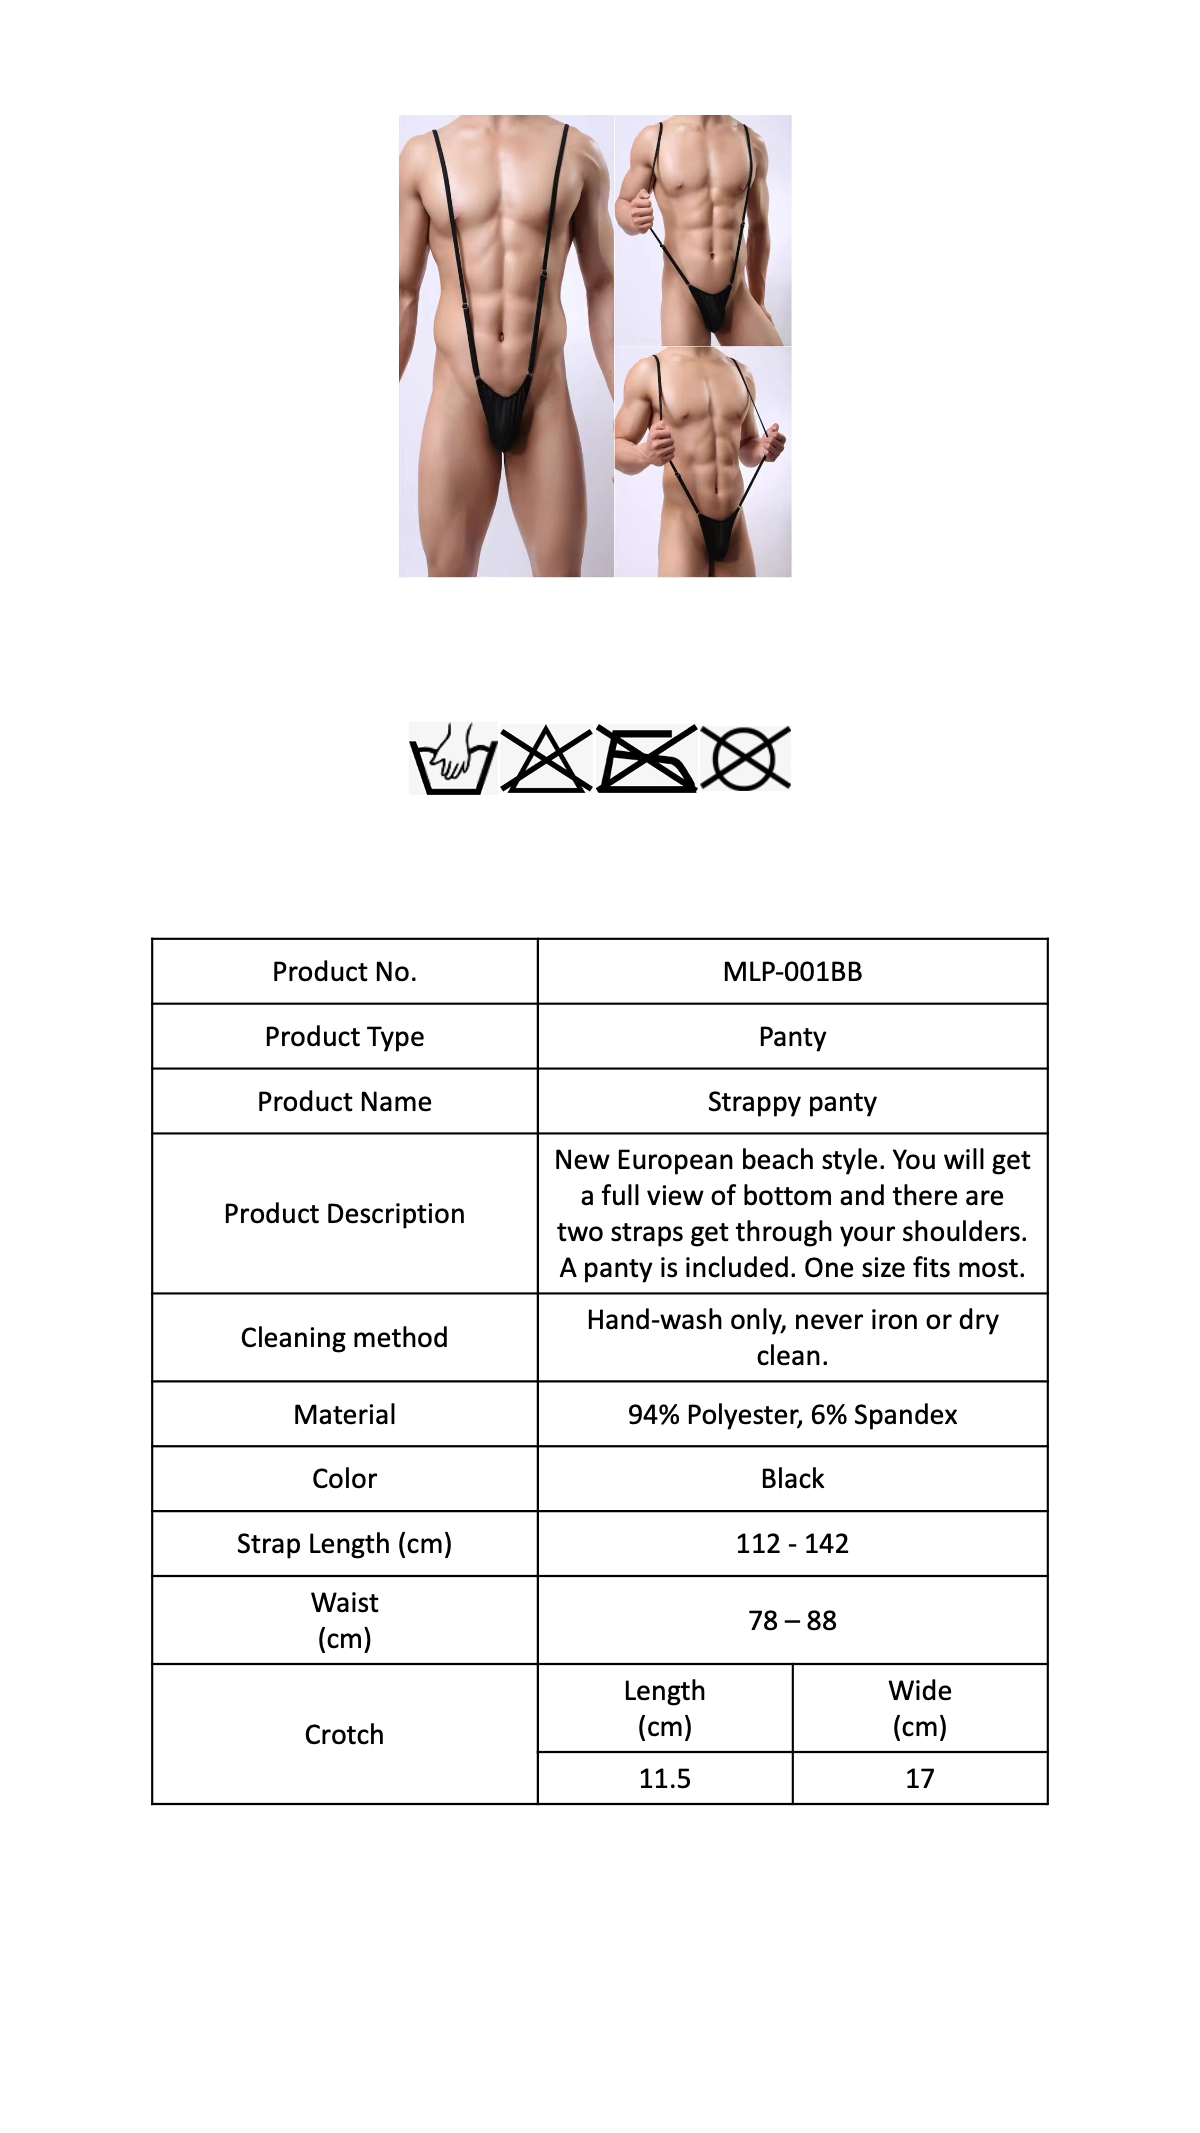 Product No.
MLP-001BB
Product Type
Panty
Product Name
Strappy panty
Product Description
New European beach style. You will get
a full view of bottom and there are
two straps get through your shoulders.
A panty is included. One size fits most.
Cleaning method
Hand-wash only, never iron or dry
clean.
Material
94% Polyester, 6% Spandex
Color
Black
Strap Length (cm)
112 - 142
Waist
(cm)
78 – 88
Crotch
Length
(cm)
Wide
(cm)
11.5
17